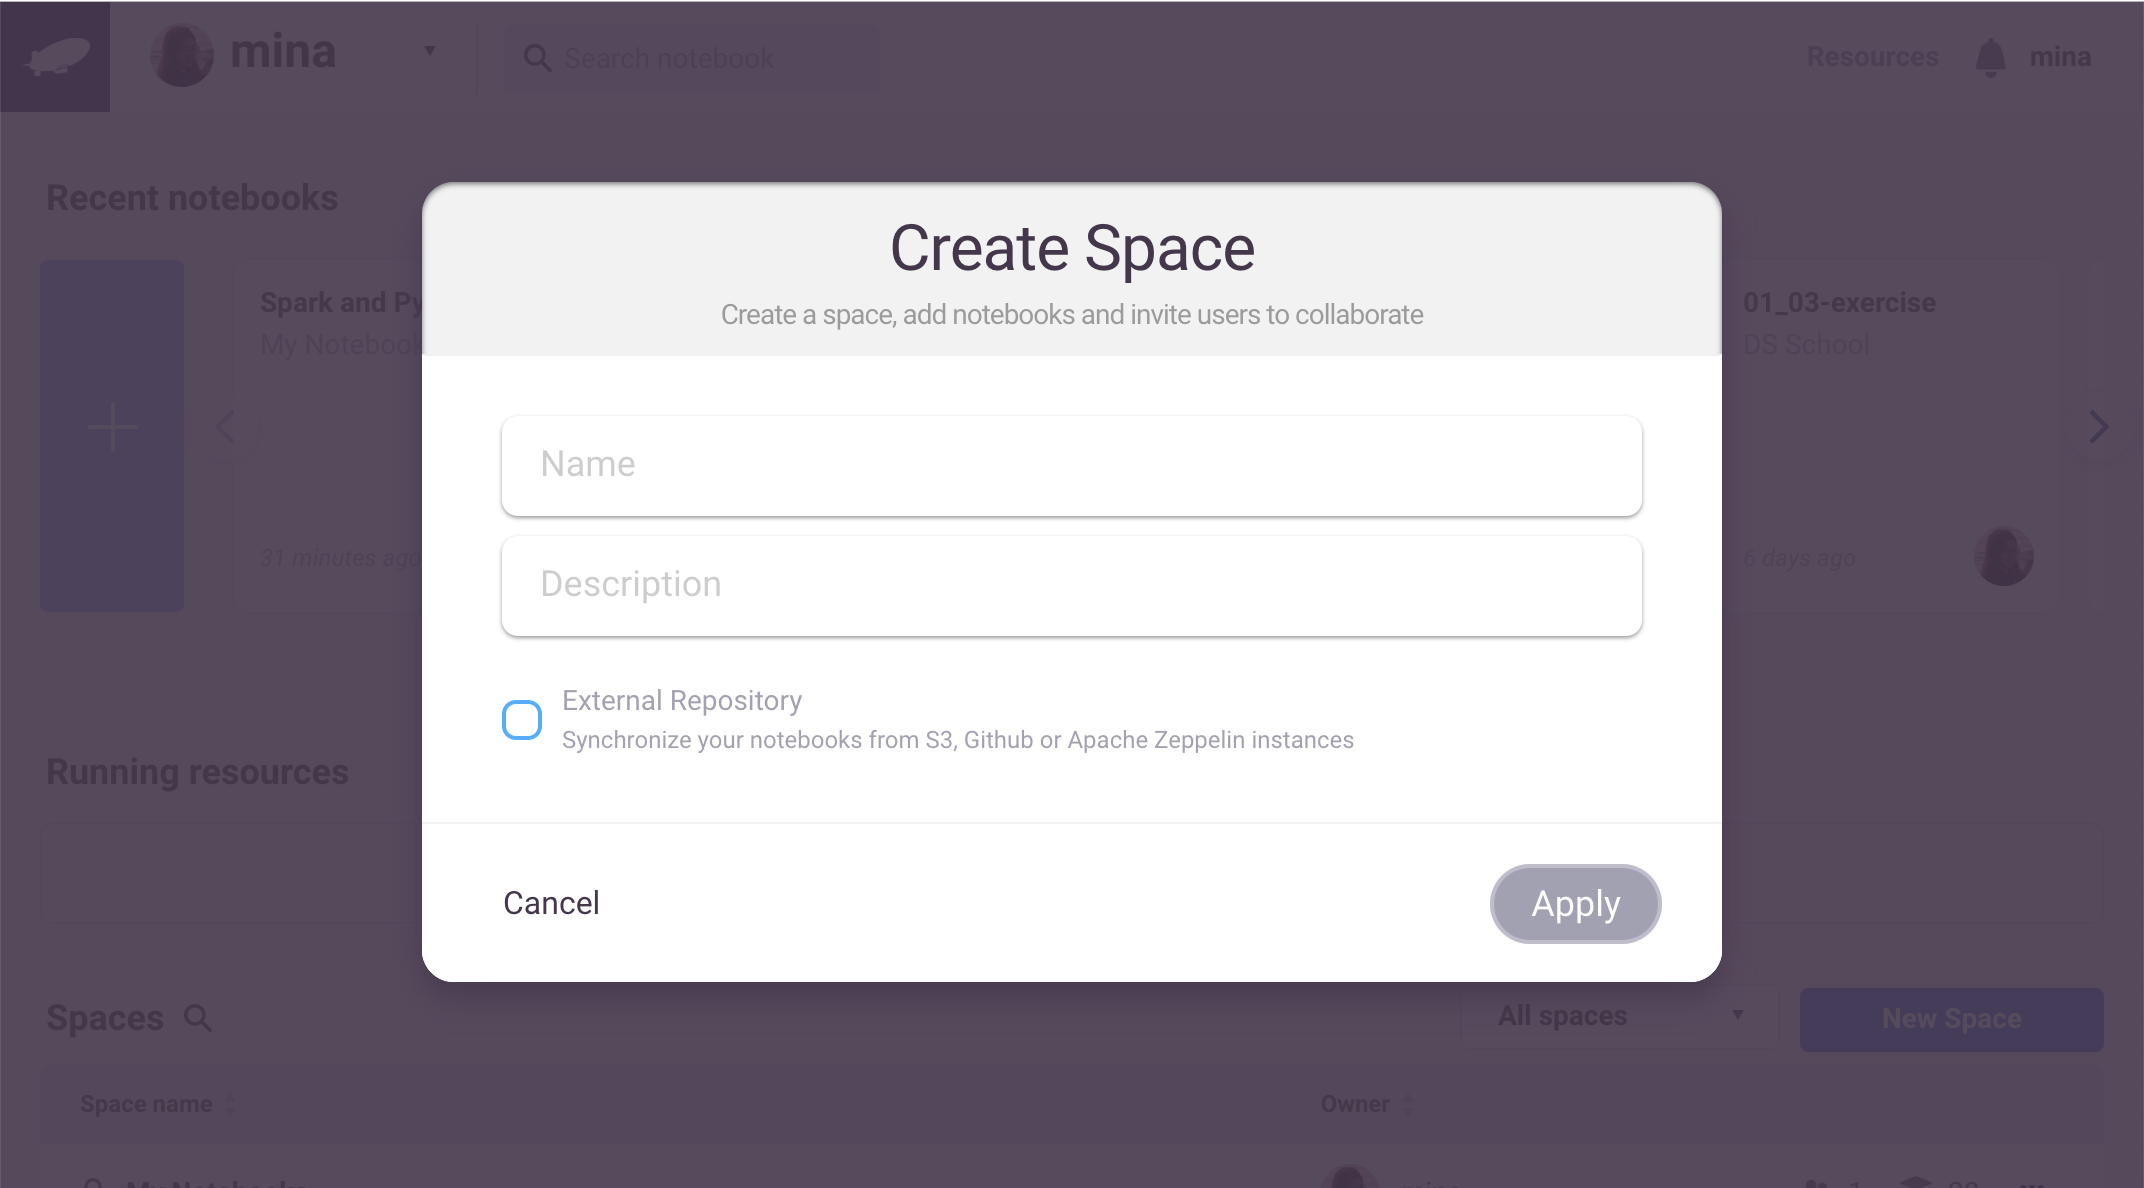 mina
Search notebook
Resources
mina
Recent notebooks
Spark and Py
My Notebook
31 minutes ago
01_03-exercise
DS School
6 days ago
Create Space
Create a space, add notebooks and invite users to collaborate
Name
Description
External Repository
Synchronize your notebooks from S3, Github or Apache Zeppelin instances
Cancel
Apply
Running resources
Spaces
All spaces
New Space
Space name
Owner
My Notebooks